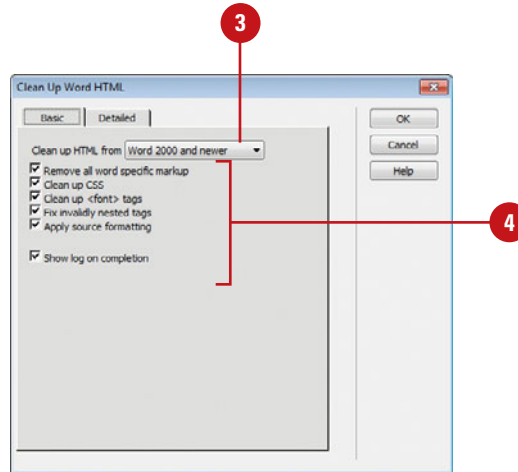 3
Clean Up Word HTML
Basic
Detailed
OK
Clean up HTML from
Word 2000 and newer
Cancel
Remove all word specific markup
Help
Clean up CSS
Clean up <font> tags
Fix invalidly nested tags
4
Apply source formatting
Show log on completion